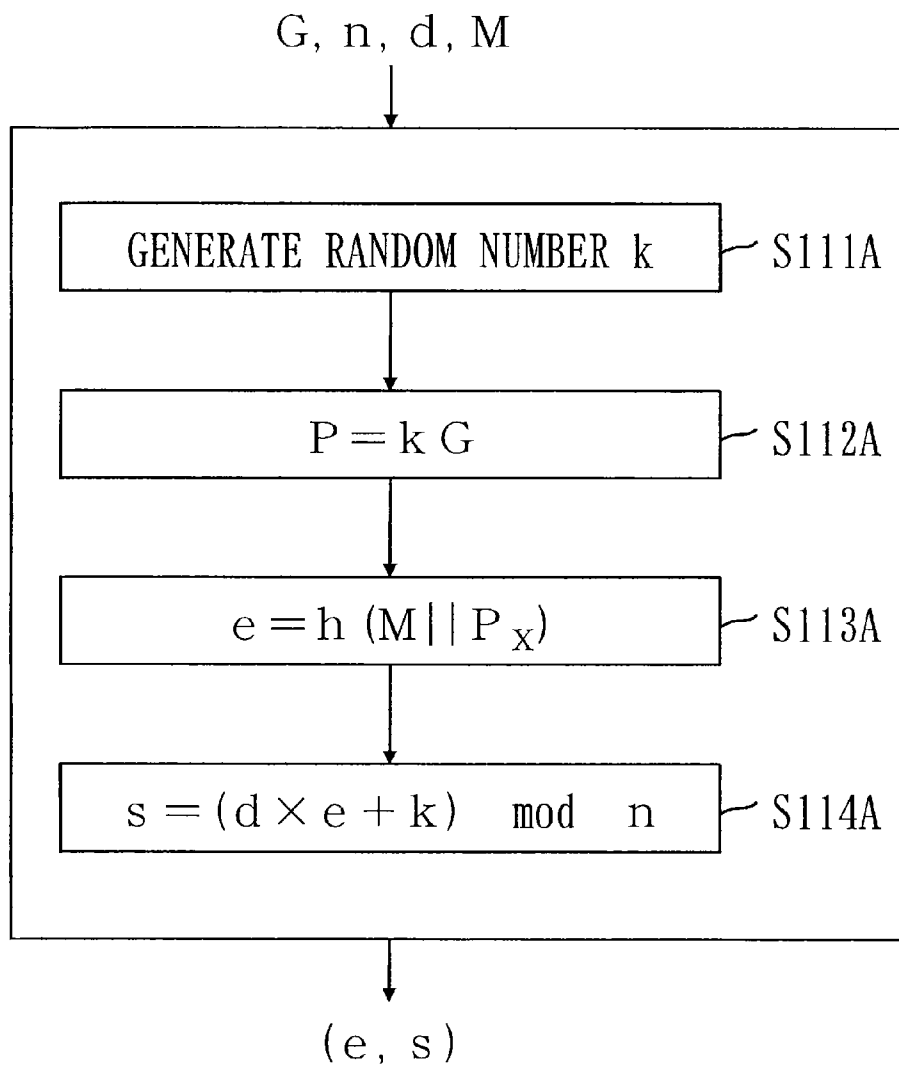 G, n, d, M
GENERATE RANDOM NUMBER k
S111A
P = k G
S112A
e = h (M||P_X)
S113A
s = (d × e + k) mod n
S114A
(e, s)